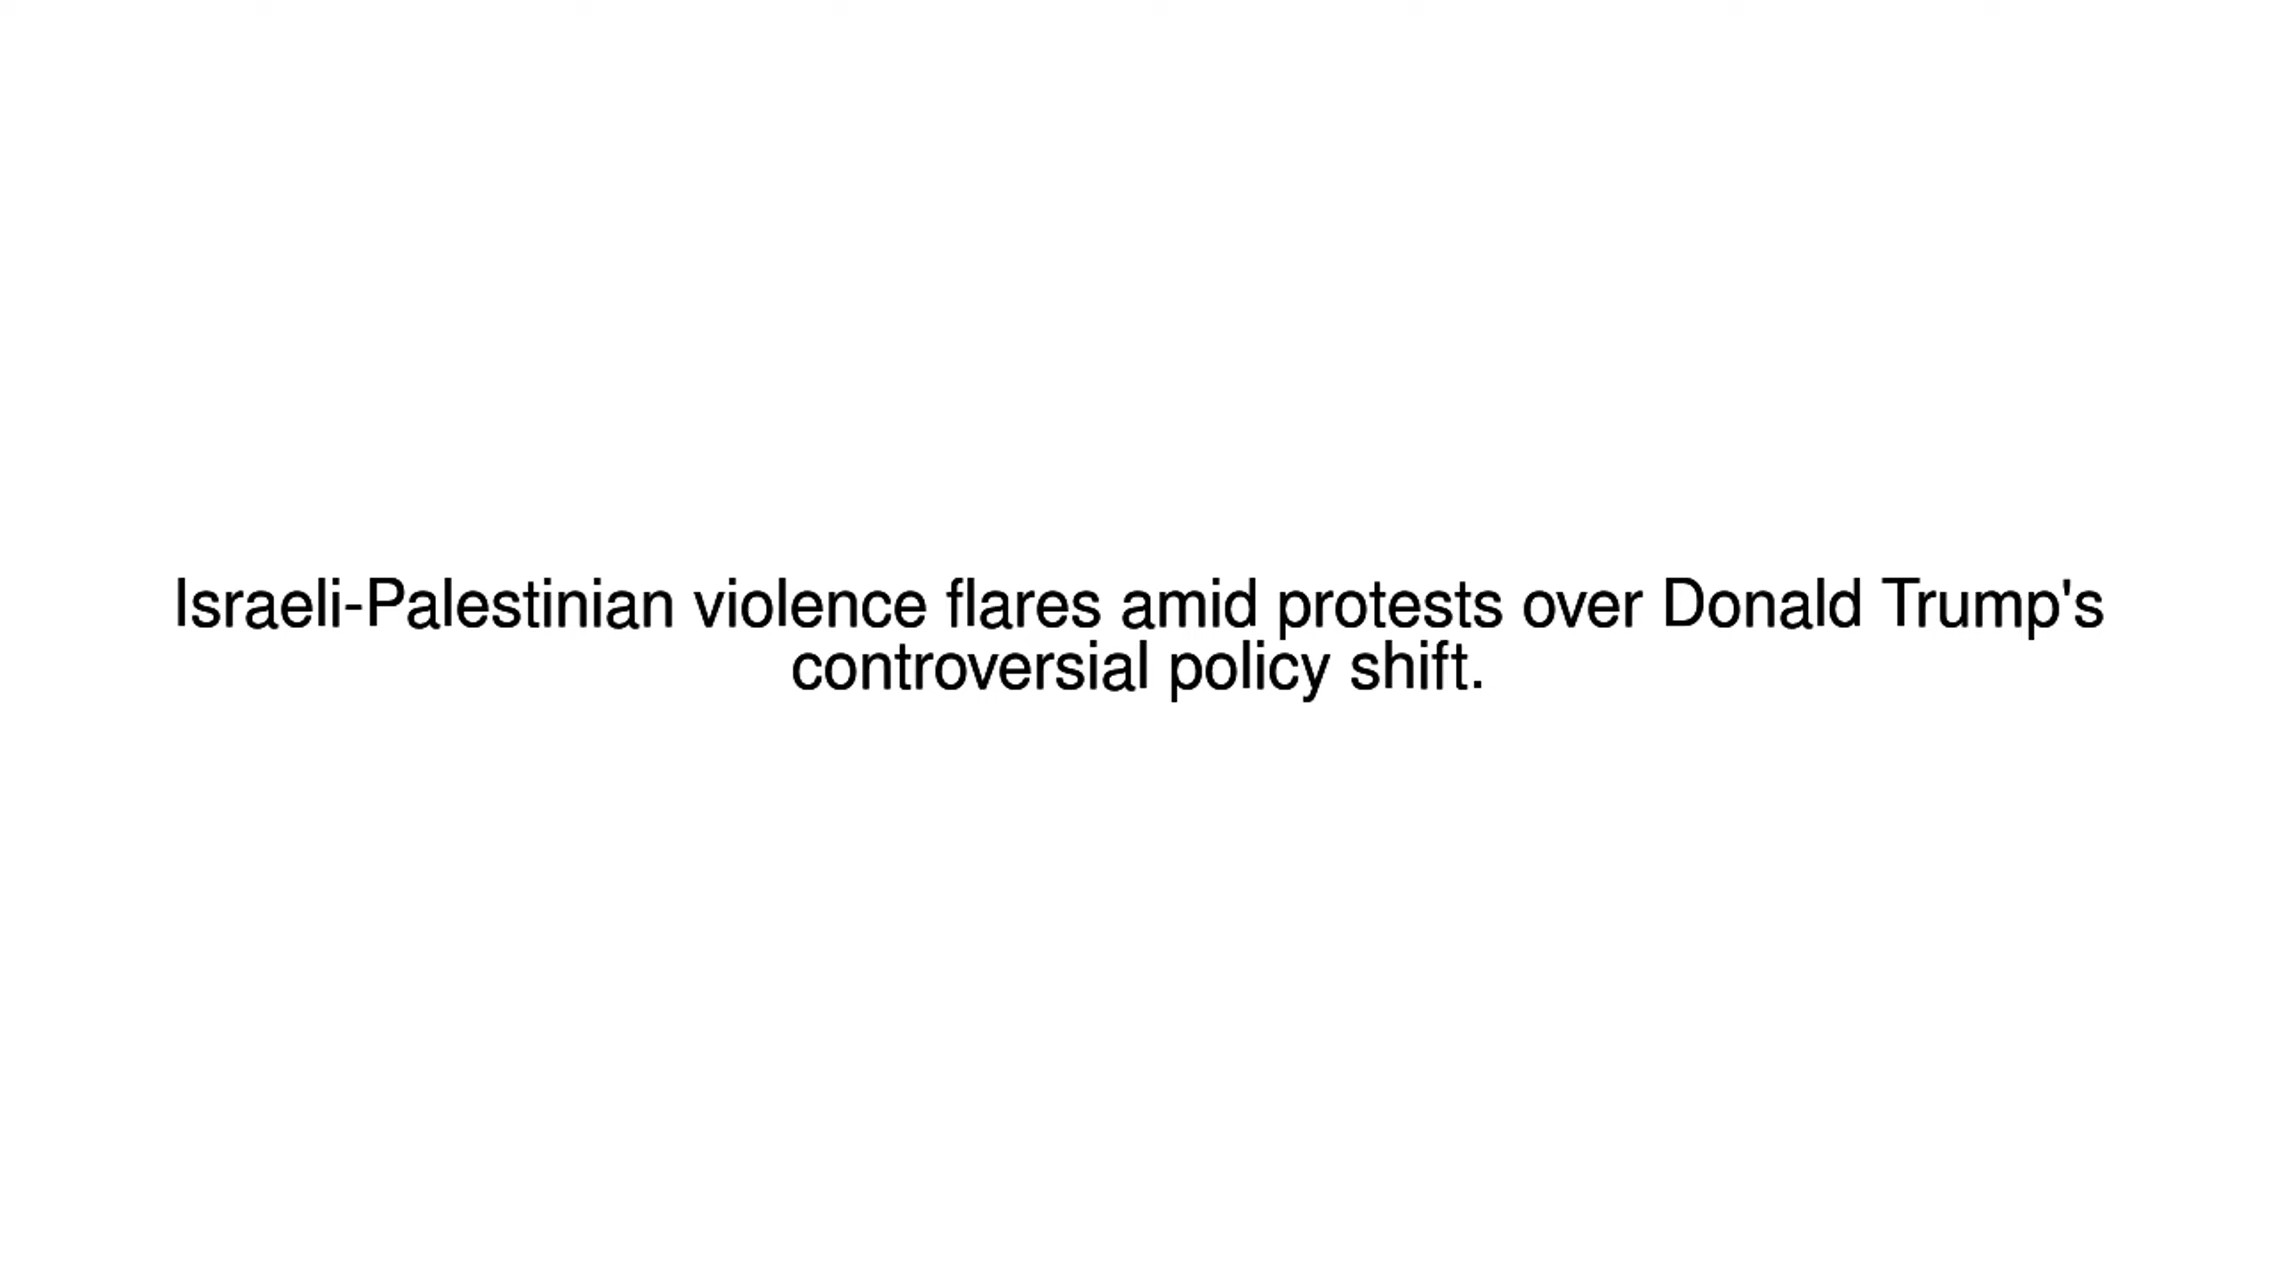 Israeli-Palestinian violence flares amid protests over Donald Trump's
controversial policy shift.